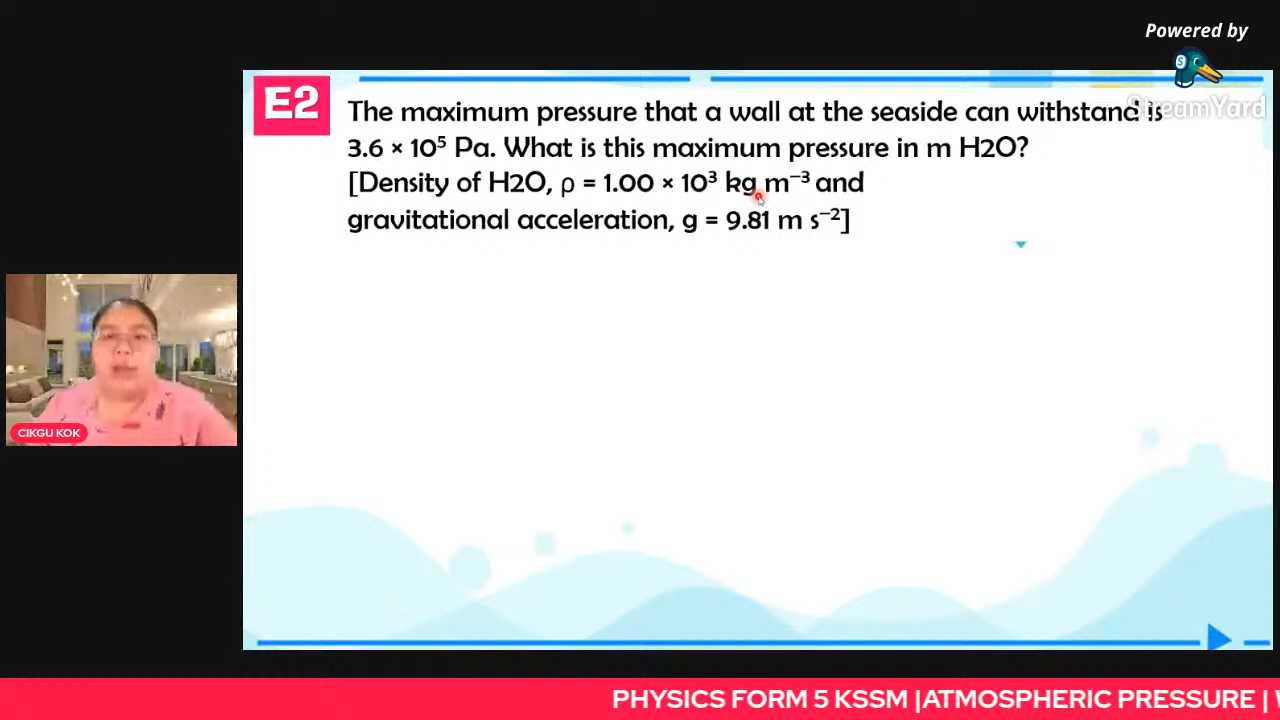 Powered by
StreamYard
E2
The maximum pressure that a wall at the seaside can withstand is
3.6 × 10⁵ Pa. What is this maximum pressure in m H2O?
[Density of H2O, ρ = 1.00 × 10³ kg m⁻³ and
gravitational acceleration, g = 9.81 m s⁻²]
CIKGU KOK
PHYSICS FORM 5 KSSM |ATMOSPHERIC PRESSURE |